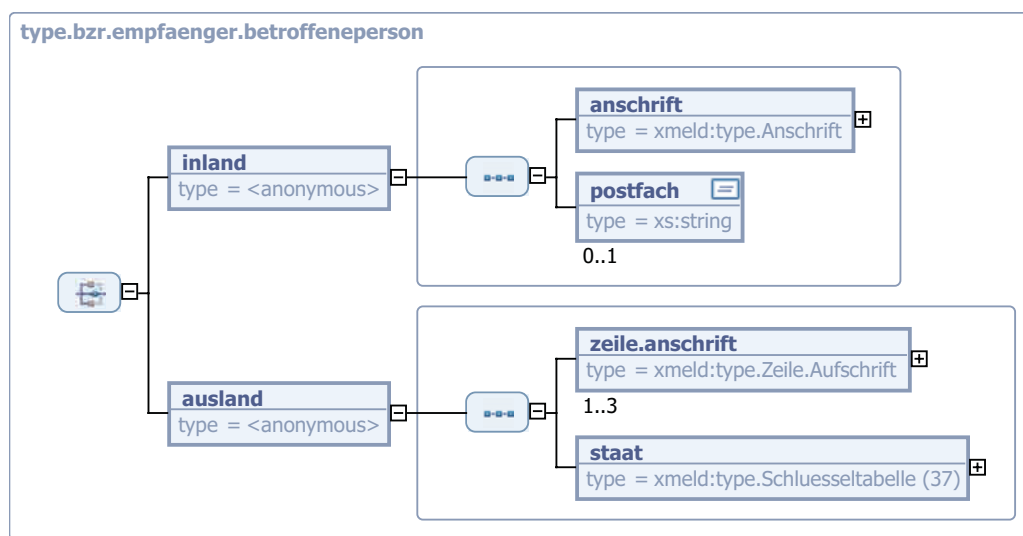 type.bzr.empfaenger.betroffeneperson
anschrift
type = xmeld:type.Anschrift
inland
type = <anonymous>
postfach
type = xs:string
0..1
zeile.anschrift
type = xmeld:type.Zeile.Aufschrift
1..3
ausland
type = <anonymous>
staat
type = xmeld:type.Schluesseltabelle (37)